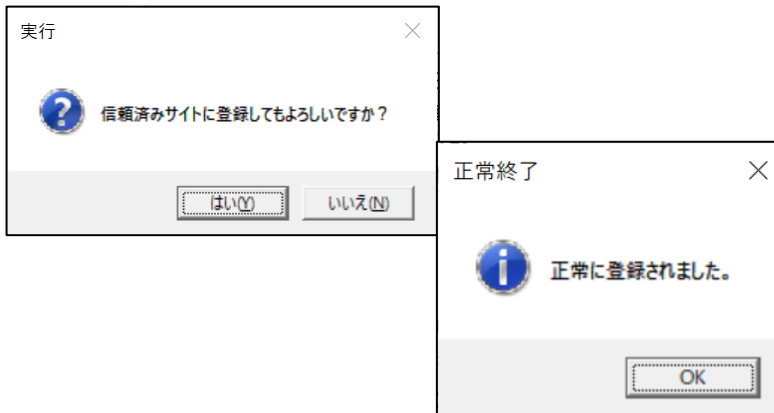 実行
信頼済みサイトに登録してもよろしいですか？
はい(Y)
いいえ(N)
正常終了
正常に登録されました。
OK